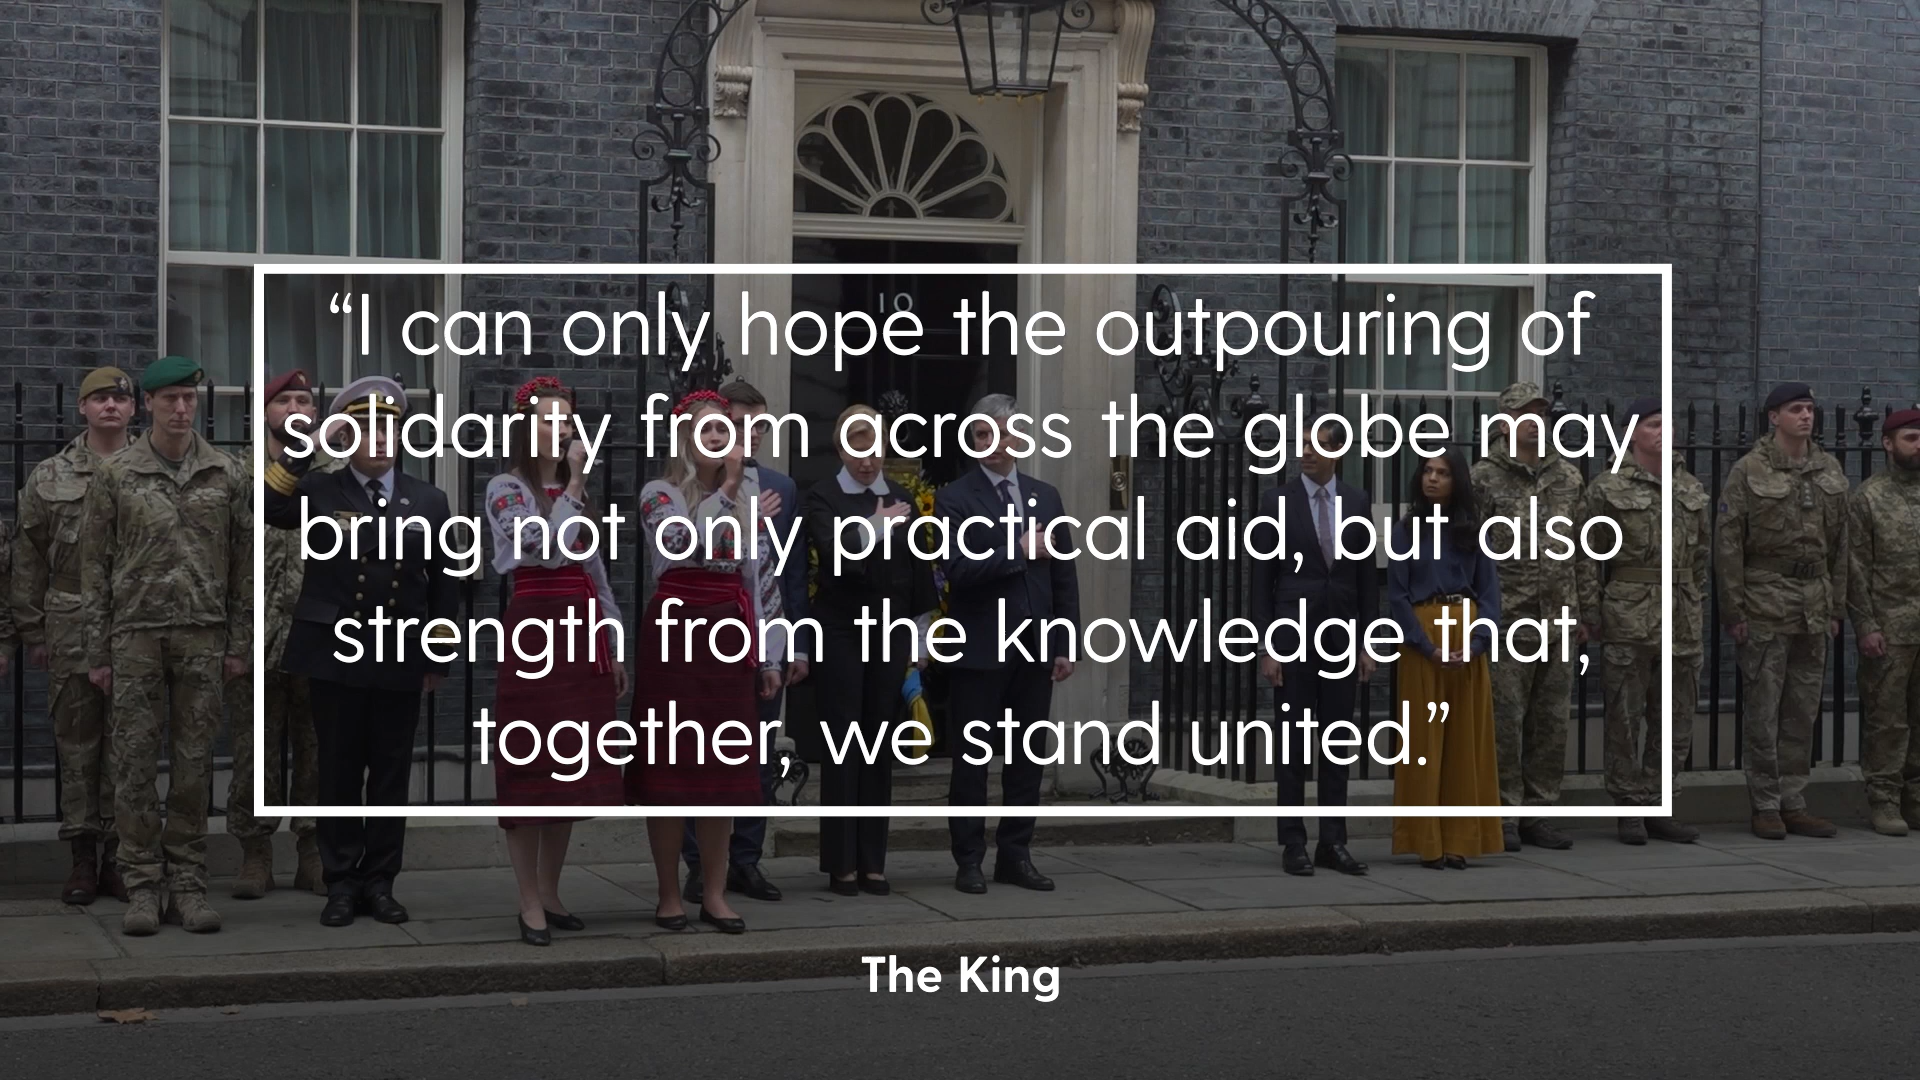 10
“I can only hope the outpouring of
solidarity from across the globe may
bring not only practical aid, but also
strength from the knowledge that,
together, we stand united.”
The King